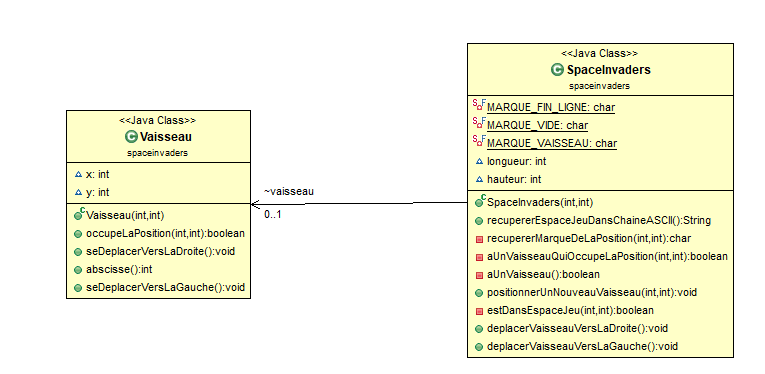 <<Java Class>>
Vaisseau
spaceinvaders
x: int
y: int
Vaisseau(int,int)
occupeLaPosition(int,int):boolean
seDeplacerVersLaDroite():void
abscisse():int
seDeplacerVersLaGauche():void
~vaisseau
0..1
<<Java Class>>
SpaceInvaders
spaceinvaders
MARQUE_FIN_LIGNE: char
MARQUE_VIDE: char
MARQUE_VAISSEAU: char
longueur: int
hauteur: int
SpaceInvaders(int,int)
recupererEspaceJeuDansChaineASCII():String
recupererMarqueDeLaPosition(int,int):char
aUnVaisseauQuiOccupeLaPosition(int,int):boolean
aUnVaisseau():boolean
positionnerUnNouveauVaisseau(int,int):void
estDansEspaceJeu(int,int):boolean
deplacerVaisseauVersLaDroite():void
deplacerVaisseauVersLaGauche():void